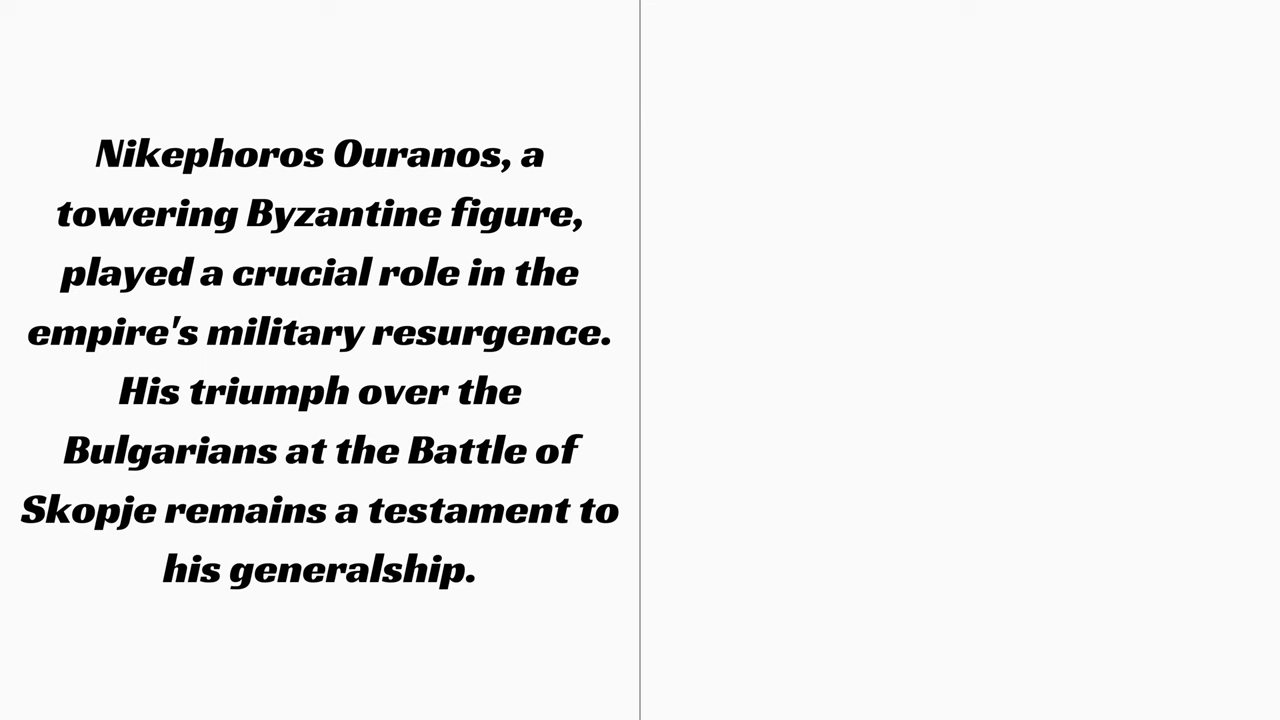 Nikephoros Ouranos, a
towering Byzantine figure,
played a crucial role in the
empire's military resurgence.
His triumph over the
Bulgarians at the Battle of
Skopje remains a testament to
his generalship.